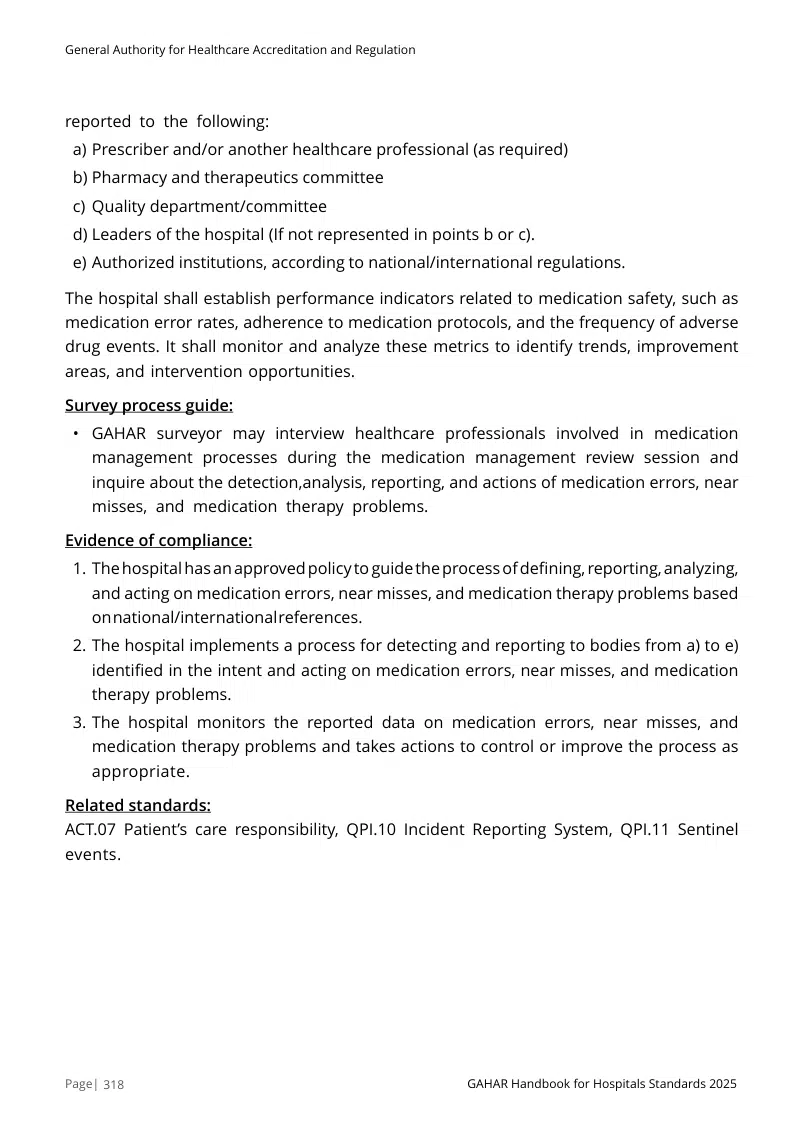 General Authority for Healthcare Accreditation and Regulation
reported to the following:
a) Prescriber and/or another healthcare professional (as required)
b) Pharmacy and therapeutics committee
c) Quality department/committee
d) Leaders of the hospital (If not represented in points b or c).
e) Authorized institutions, according to national/international regulations.
The hospital shall establish performance indicators related to medication safety, such as
medication error rates, adherence to medication protocols, and the frequency of adverse
drug events. It shall monitor and analyze these metrics to identify trends, improvement
areas, and intervention opportunities.
Survey process guide:
• GAHAR surveyor may interview healthcare professionals involved in medication
management processes during the medication management review session and
inquire about the detection,analysis, reporting, and actions of medication errors, near
misses, and medication therapy problems.
Evidence of compliance:
1. The hospital has an approved policy to guide the process of defining, reporting, analyzing,
and acting on medication errors, near misses, and medication therapy problems based
on national/international references.
2. The hospital implements a process for detecting and reporting to bodies from a) to e)
identified in the intent and acting on medication errors, near misses, and medication
therapy problems.
3. The hospital monitors the reported data on medication errors, near misses, and
medication therapy problems and takes actions to control or improve the process as
appropriate.
Related standards:
ACT.07 Patient’s care responsibility, QPI.10 Incident Reporting System, QPI.11 Sentinel
events.
Page| 318 GAHAR Handbook for Hospitals Standards 2025